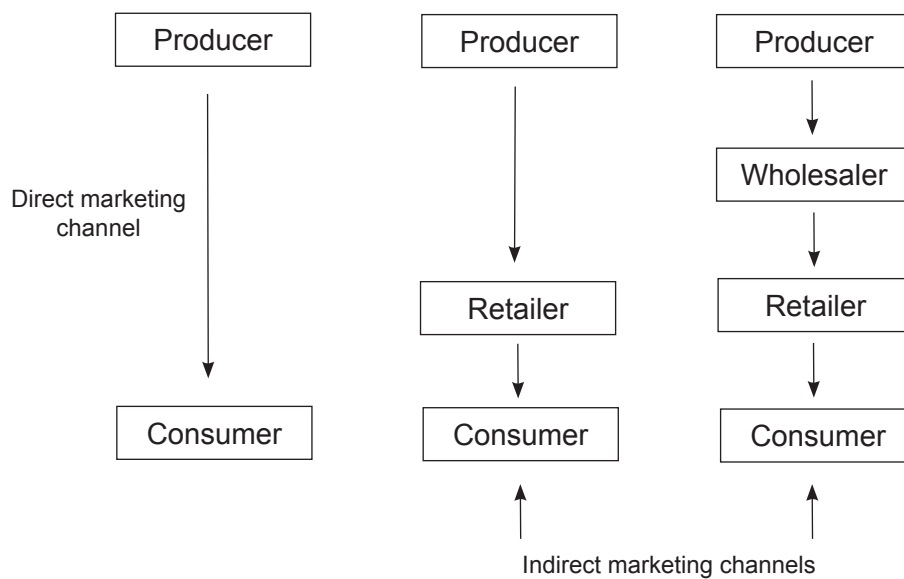 Producer
Producer
Producer
Wholesaler
Direct marketing
channel
Retailer
Retailer
Consumer
Consumer
Consumer
Indirect marketing channels